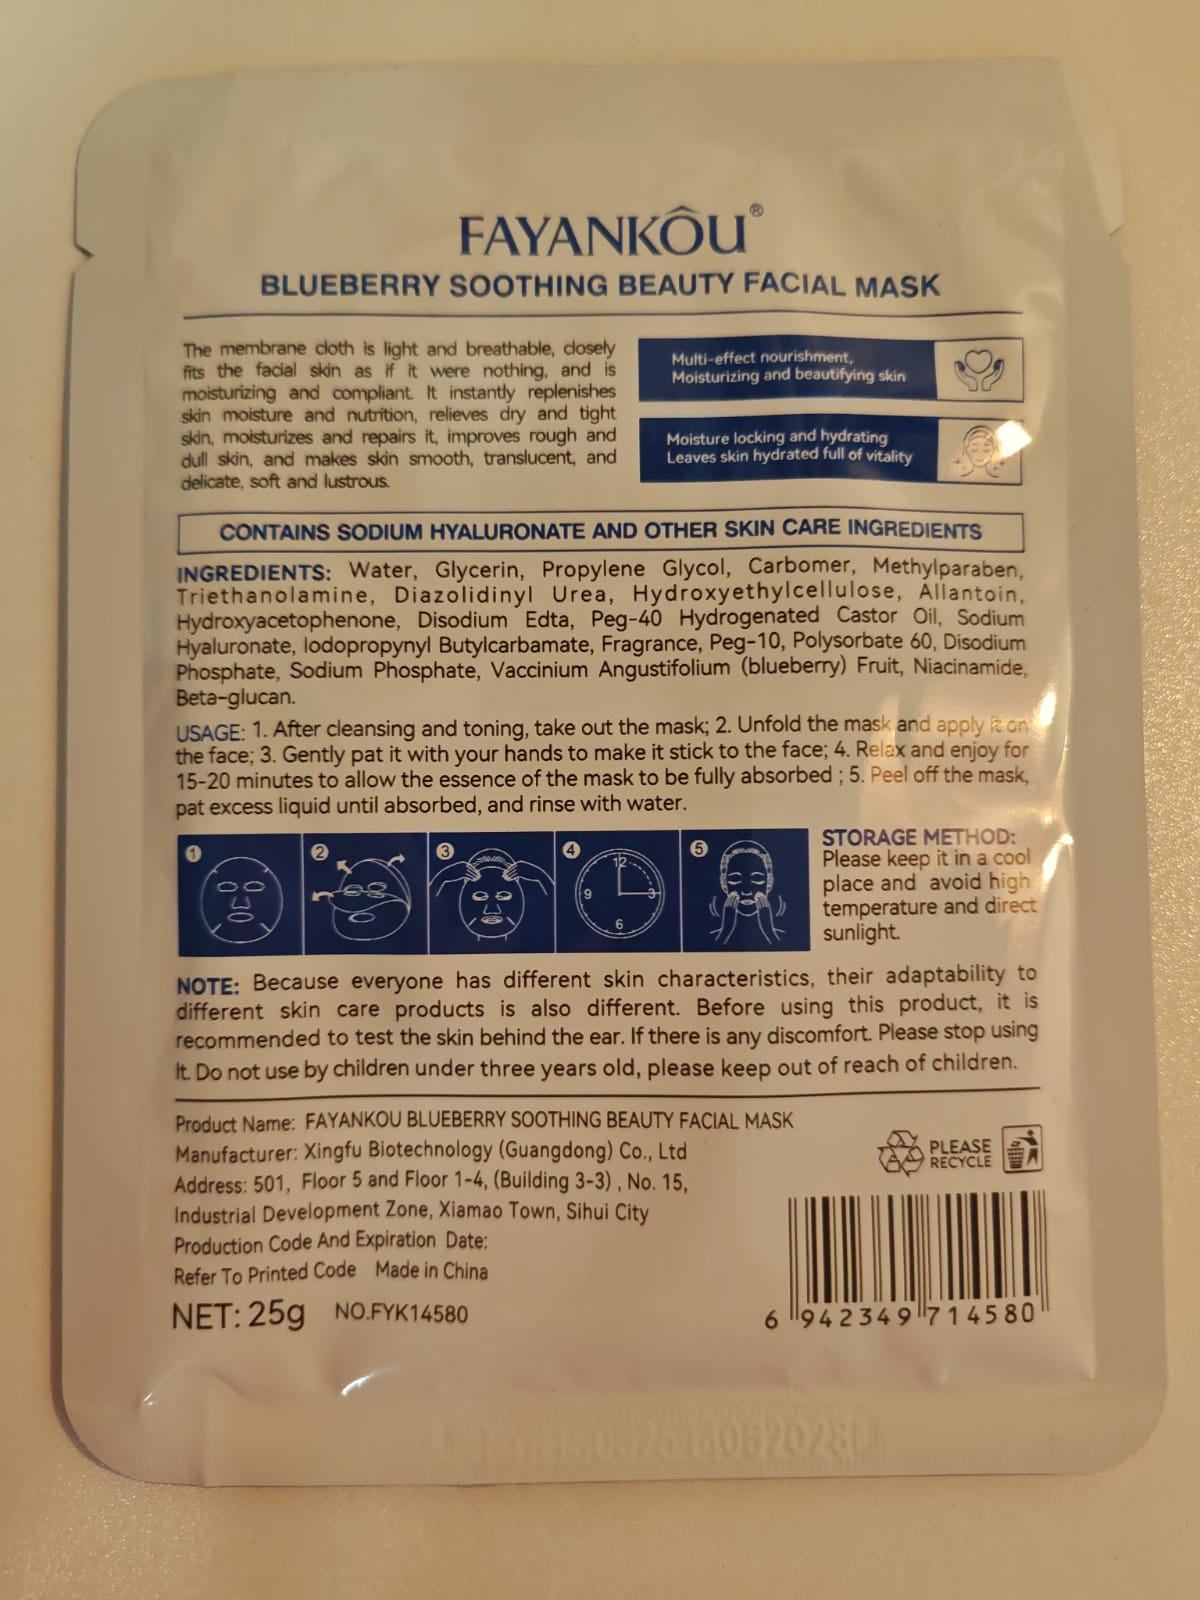 FAYANKÔU®
BLUEBERRY SOOTHING BEAUTY FACIAL MASK
The membrane cloth is light and breathable, closely
fits the facial skin as if it were nothing, and is
moisturizing and compliant. It instantly replenishes
skin moisture and nutrition, relieves dry and tight
skin, moisturizes and repairs it, improves rough and
dull skin, and makes skin smooth, translucent, and
delicate, soft and lustrous.
Multi-effect nourishment,
Moisturizing and beautifying skin
Moisture locking and hydrating
Leaves skin hydrated full of vitality
CONTAINS SODIUM HYALURONATE AND OTHER SKIN CARE INGREDIENTS
INGREDIENTS: Water, Glycerin, Propylene Glycol, Carbomer, Methylparaben,
Triethanolamine, Diazolidinyl Urea, Hydroxyethylcellulose, Allantoin,
Hydroxyacetophenone, Disodium Edta, Peg-40 Hydrogenated Castor Oil, Sodium
Hyaluronate, Iodopropynyl Butylcarbamate, Fragrance, Peg-10, Polysorbate 60, Disodium
Phosphate, Sodium Phosphate, Vaccinium Angustifolium (blueberry) Fruit, Niacinamide,
Beta-glucan.
USAGE: 1. After cleansing and toning, take out the mask; 2. Unfold the mask and apply it on
the face; 3. Gently pat it with your hands to make it stick to the face; 4. Relax and enjoy for
15-20 minutes to allow the essence of the mask to be fully absorbed ; 5. Peel off the mask,
pat excess liquid until absorbed, and rinse with water.
1
2
3
4
12
3
6
9
5
STORAGE METHOD:
Please keep it in a cool
place and avoid high
temperature and direct
sunlight.
NOTE: Because everyone has different skin characteristics, their adaptability to
different skin care products is also different. Before using this product, it is
recommended to test the skin behind the ear. If there is any discomfort. Please stop using
It. Do not use by children under three years old, please keep out of reach of children.
Product Name: FAYANKOU BLUEBERRY SOOTHING BEAUTY FACIAL MASK
Manufacturer: Xingfu Biotechnology (Guangdong) Co., Ltd
Address: 501, Floor 5 and Floor 1-4, (Building 3-3) , No. 15,
Industrial Development Zone, Xiamao Town, Sihui City
Production Code And Expiration Date:
Refer To Printed Code Made in China
NET: 25g NO.FYK14580
PLEASE
RECYCLE
6 942349 714580